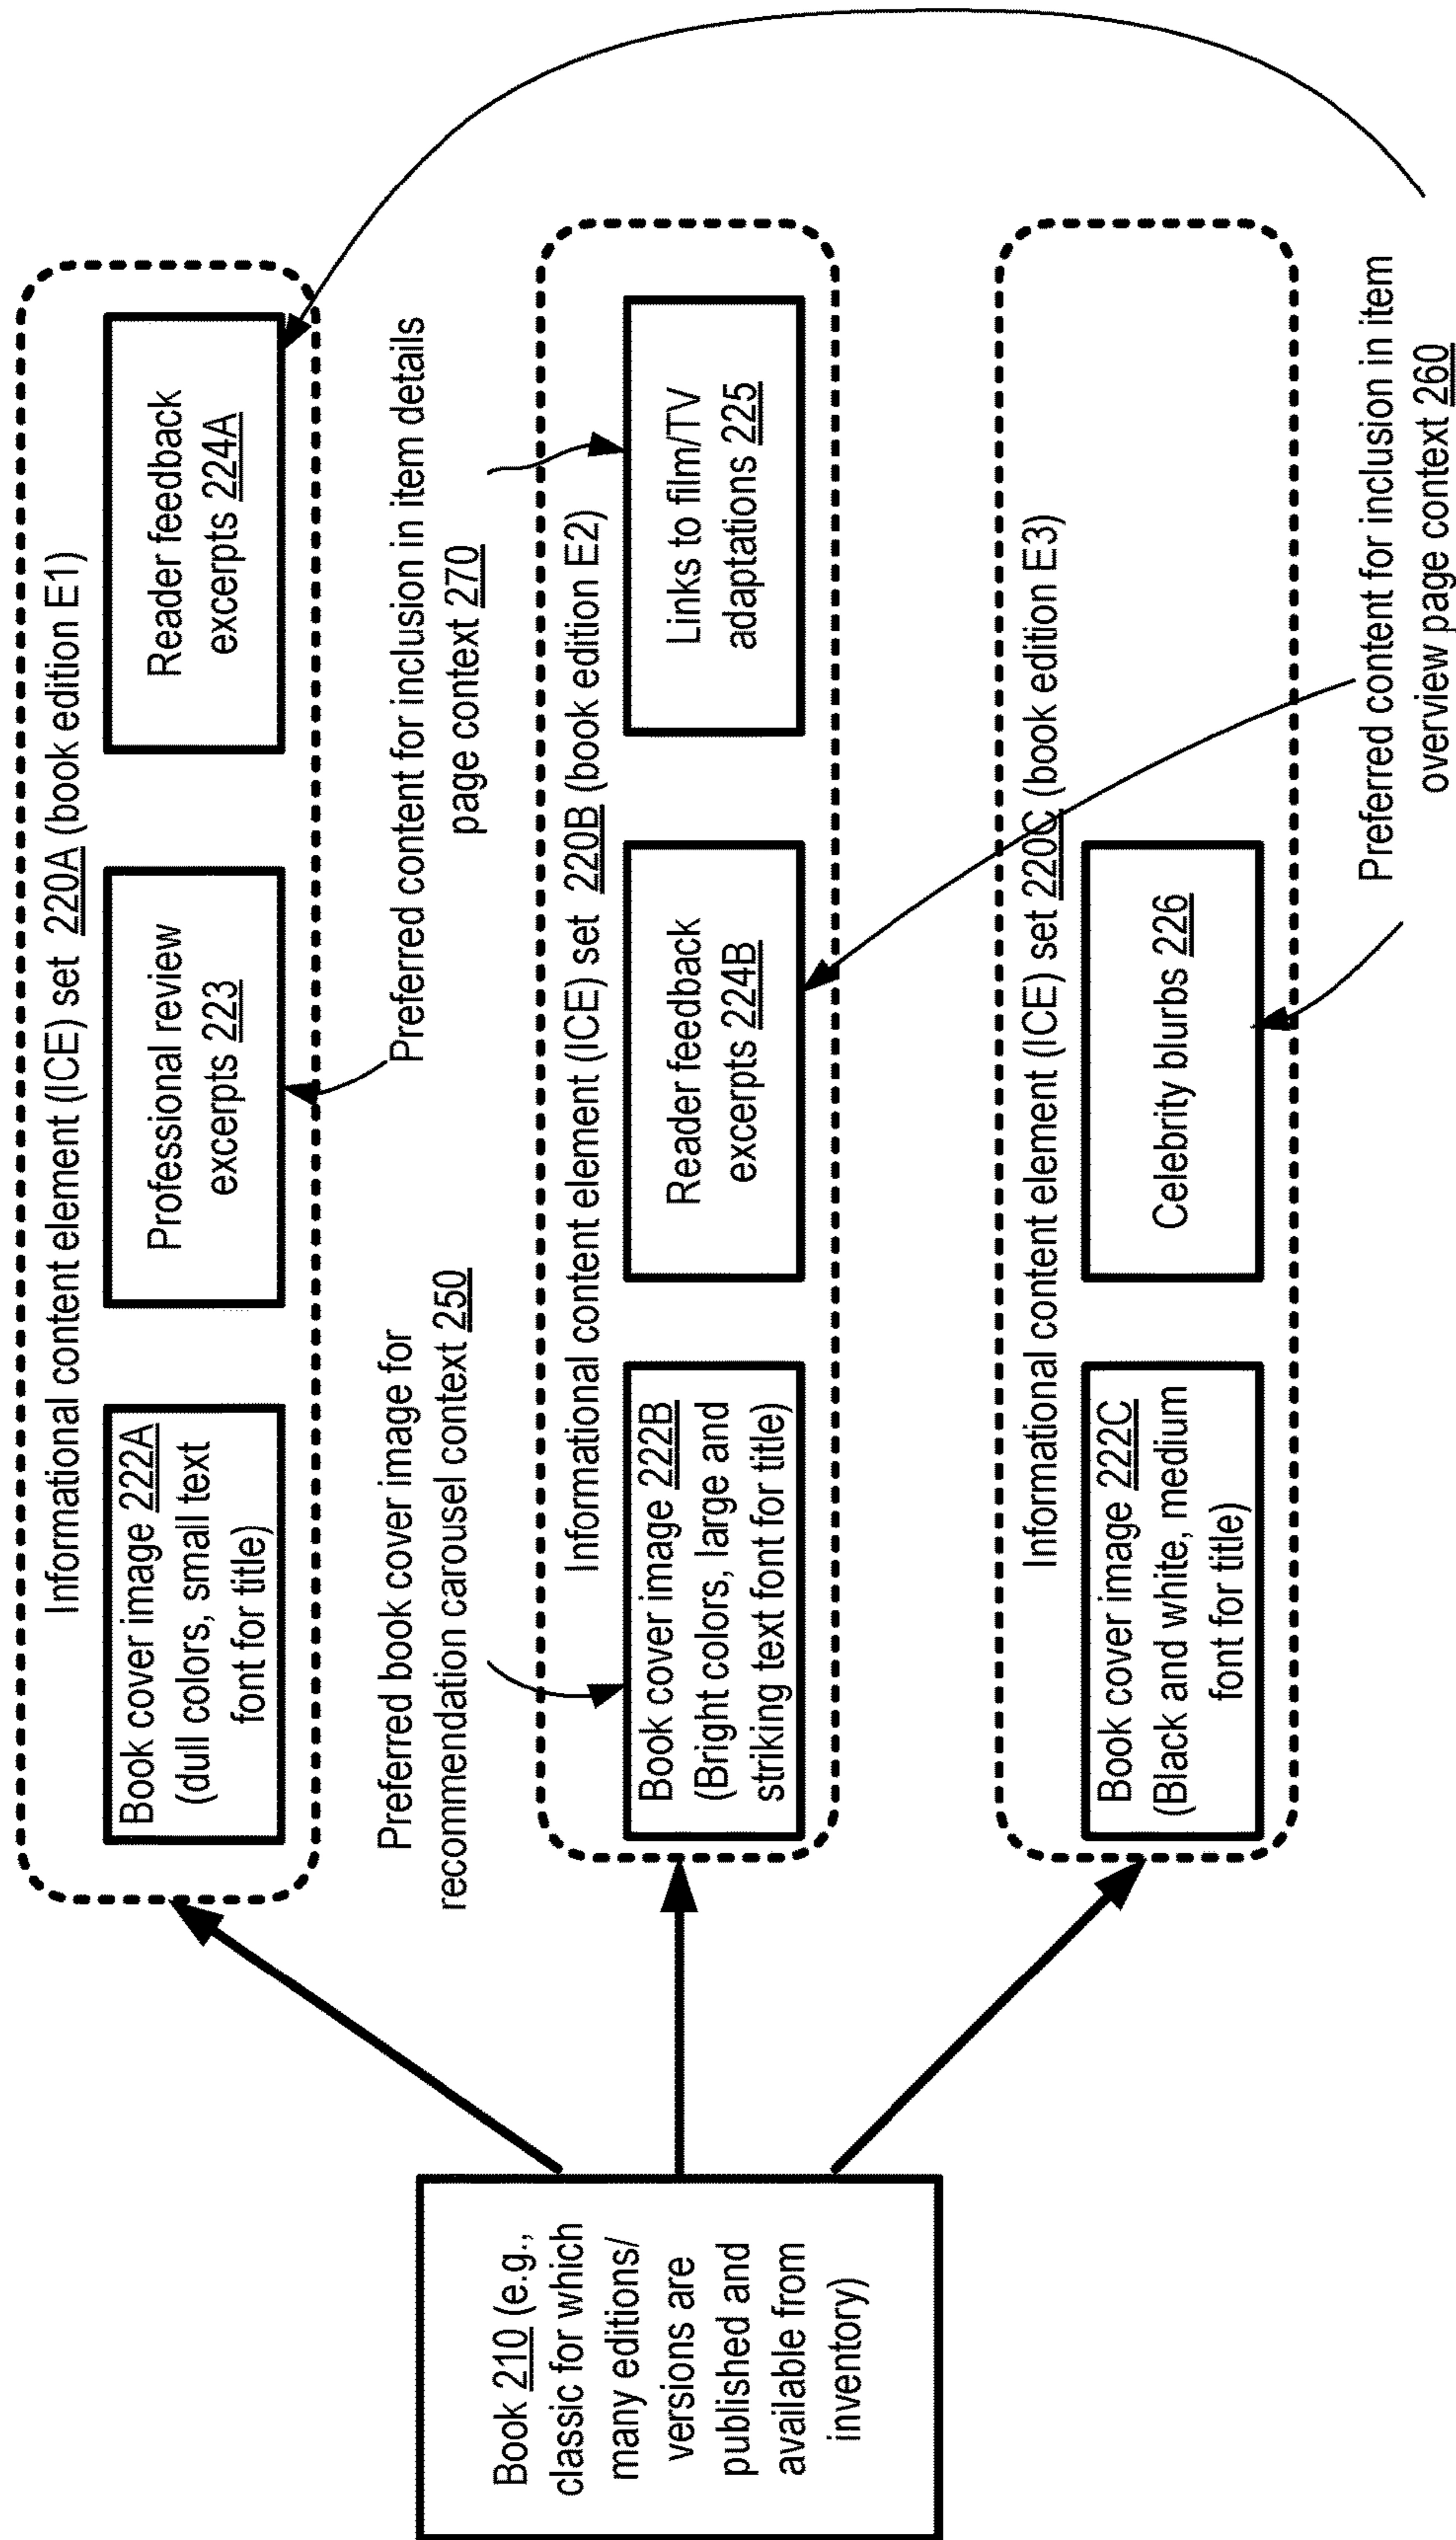 Book 210 (e.g.,
classic for which
many editions/
versions are
published and
available from
inventory)
Informational content element (ICE) set 220A (book edition E1)
Book cover image 222A
(dull colors, small text
font for title)
Professional review
excerpts 223
Reader feedback
excerpts 224A
Preferred book cover image for
recommendation carousel context 250
Preferred content for inclusion in item details
page context 270
Informational content element (ICE) set 220B (book edition E2)
Book cover image 222B
(Bright colors, large and
striking text font for title)
Reader feedback
excerpts 224B
Links to film/TV
adaptations 225
Informational content element (ICE) set 220C (book edition E3)
Book cover image 222C
(Black and white, medium
font for title)
Celebrity blurbs 226
Preferred content for inclusion in item
overview page context 260